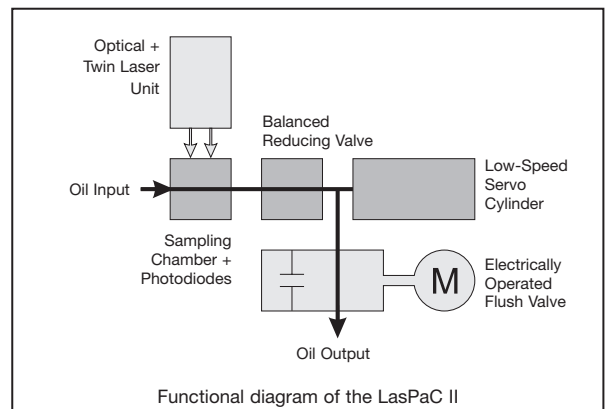 Optical +
Twin Laser
Unit
Balanced
Reducing Valve
Oil Input
Low-Speed
Servo
Cylinder
Sampling
Chamber +
Photodiodes
M
Electrically
Operated
Flush Valve
Oil Output
Functional diagram of the LasPaC II